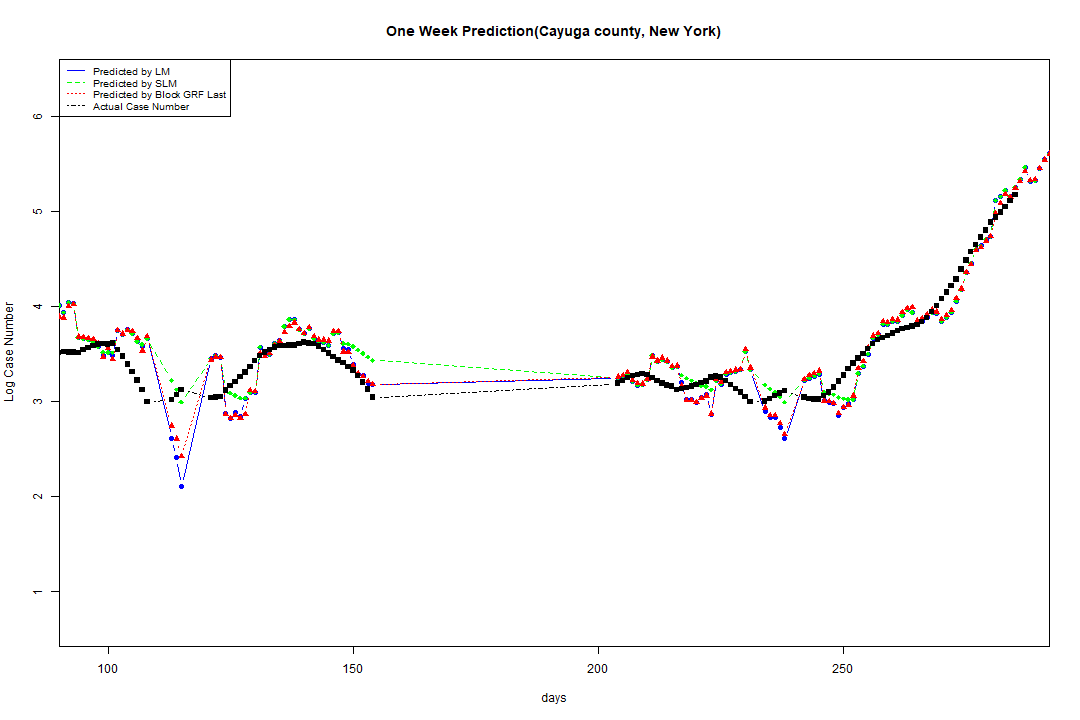 One Week Prediction(Cayuga county, New York)
Predicted by LM
Predicted by SLM
Predicted by Block GRF Last
Actual Case Number
6
5
4
3
2
1
Log Case Number
100 150 200 250
days